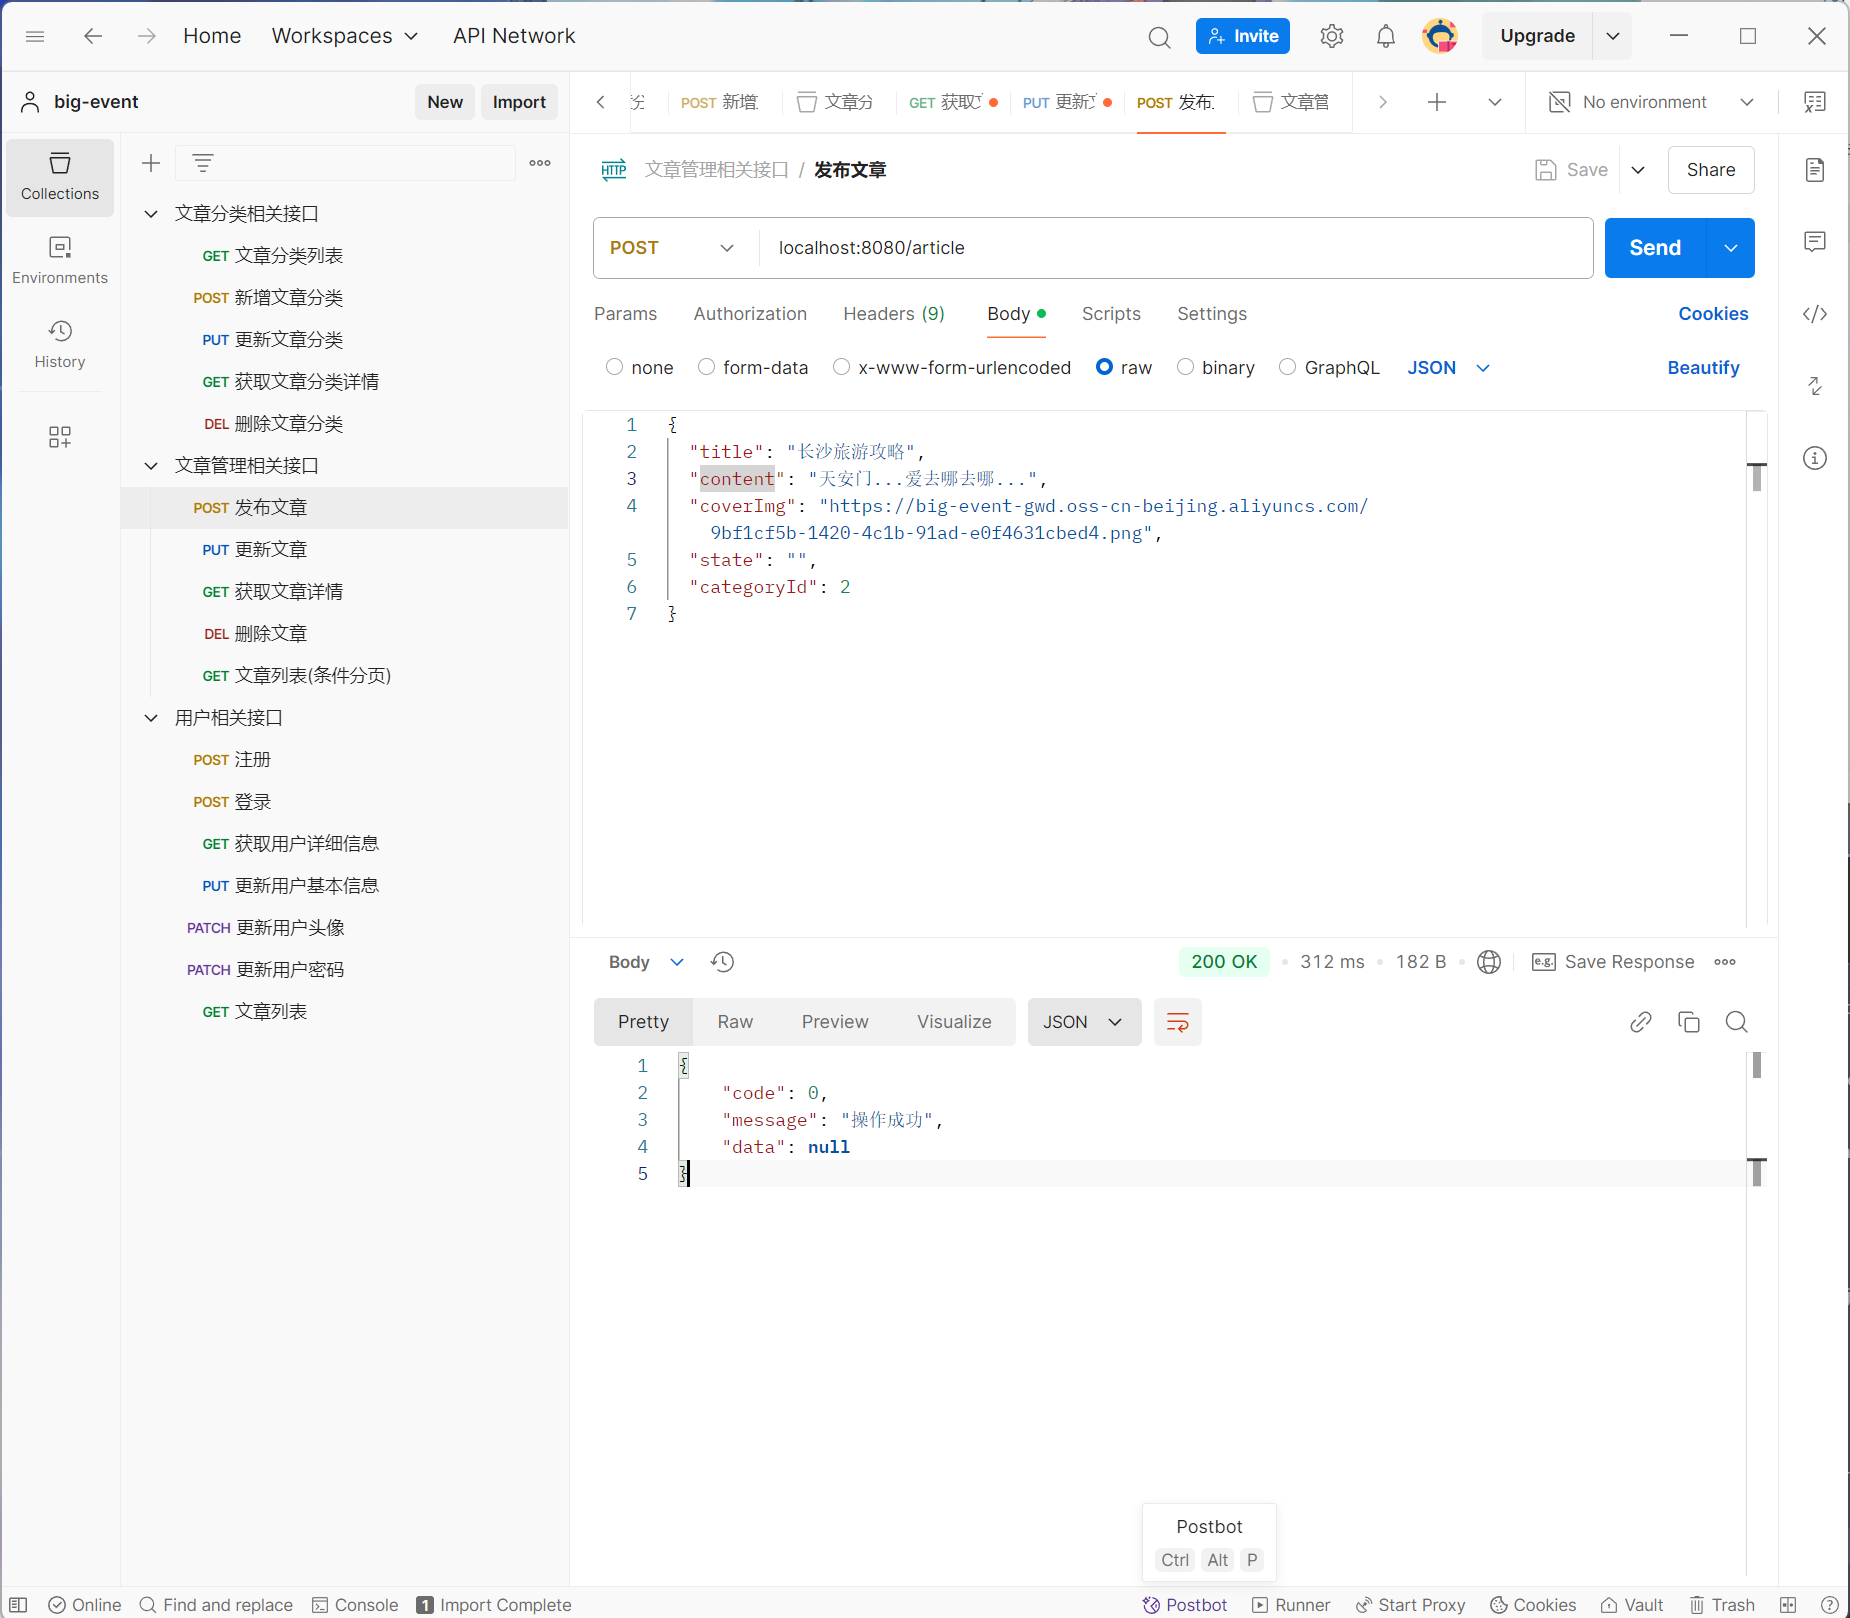 Home Workspaces API Network Invite Upgrade
big-event New Import POST 新增 文章分 GET 获取 PUT 更新 POST 发布 文章管 No environment
Collections
Environments
History
文章分类相关接口
GET 文章分类列表
POST 新增文章分类
PUT 更新文章分类
GET 获取文章分类详情
DEL 删除文章分类
文章管理相关接口
POST 发布文章
PUT 更新文章
GET 获取文章详情
DEL 删除文章
GET 文章列表(条件分页)
用户相关接口
POST 注册
POST 登录
GET 获取用户详细信息
PUT 更新用户基本信息
PATCH 更新用户头像
PATCH 更新用户密码
GET 文章列表
HTTP 文章管理相关接口 / 发布文章 Save Share
POST localhost:8080/article Send
Params Authorization Headers (9) Body Scripts Settings Cookies
none form-data x-www-form-urlencoded raw binary GraphQL JSON Beautify
1 {
2 "title": "长沙旅游攻略",
3 "content": "天安门...爱去哪去哪...",
4 "coverImg": "https://big-event-gwd.oss-cn-beijing.aliyuncs.com/
9bf1cf5b-1420-4c1b-91ad-e0f4631cbed4.png",
5 "state": "",
6 "categoryId": 2
7 }
Body 200 OK 312 ms 182 B e.g. Save Response
Pretty Raw Preview Visualize JSON
1 {
2 "code": 0,
3 "message": "操作成功",
4 "data": null
5 }
Postbot
Ctrl Alt P
Online Find and replace Console 1 Import Complete Postbot Runner Start Proxy Cookies Vault Trash